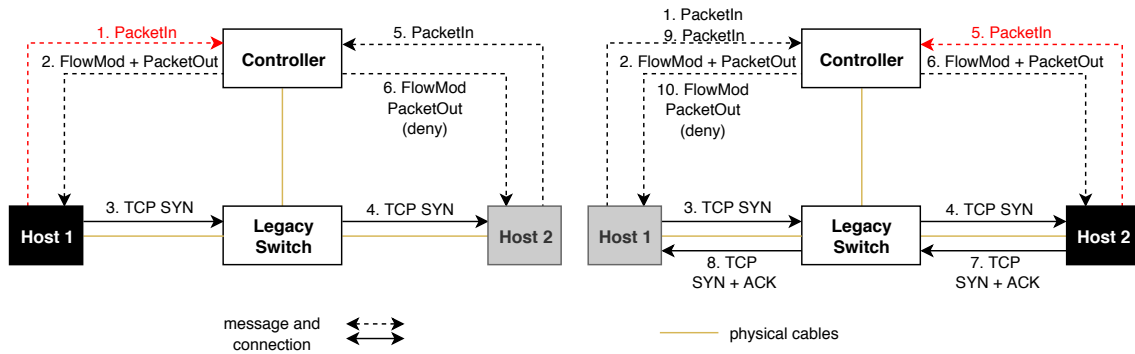 1. PacketIn
2. FlowMod + PacketOut
Controller
5. PacketIn
6. FlowMod
PacketOut
(deny)
Host 1
3. TCP SYN
Legacy
Switch
4. TCP SYN
Host 2
1. PacketIn
9. PacketIn
2. FlowMod + PacketOut
10. FlowMod
PacketOut
(deny)
Controller
5. PacketIn
6. FlowMod + PacketOut
Host 1
3. TCP SYN
8. TCP
SYN + ACK
Legacy
Switch
4. TCP SYN
7. TCP
SYN + ACK
Host 2
message and
connection
physical cables